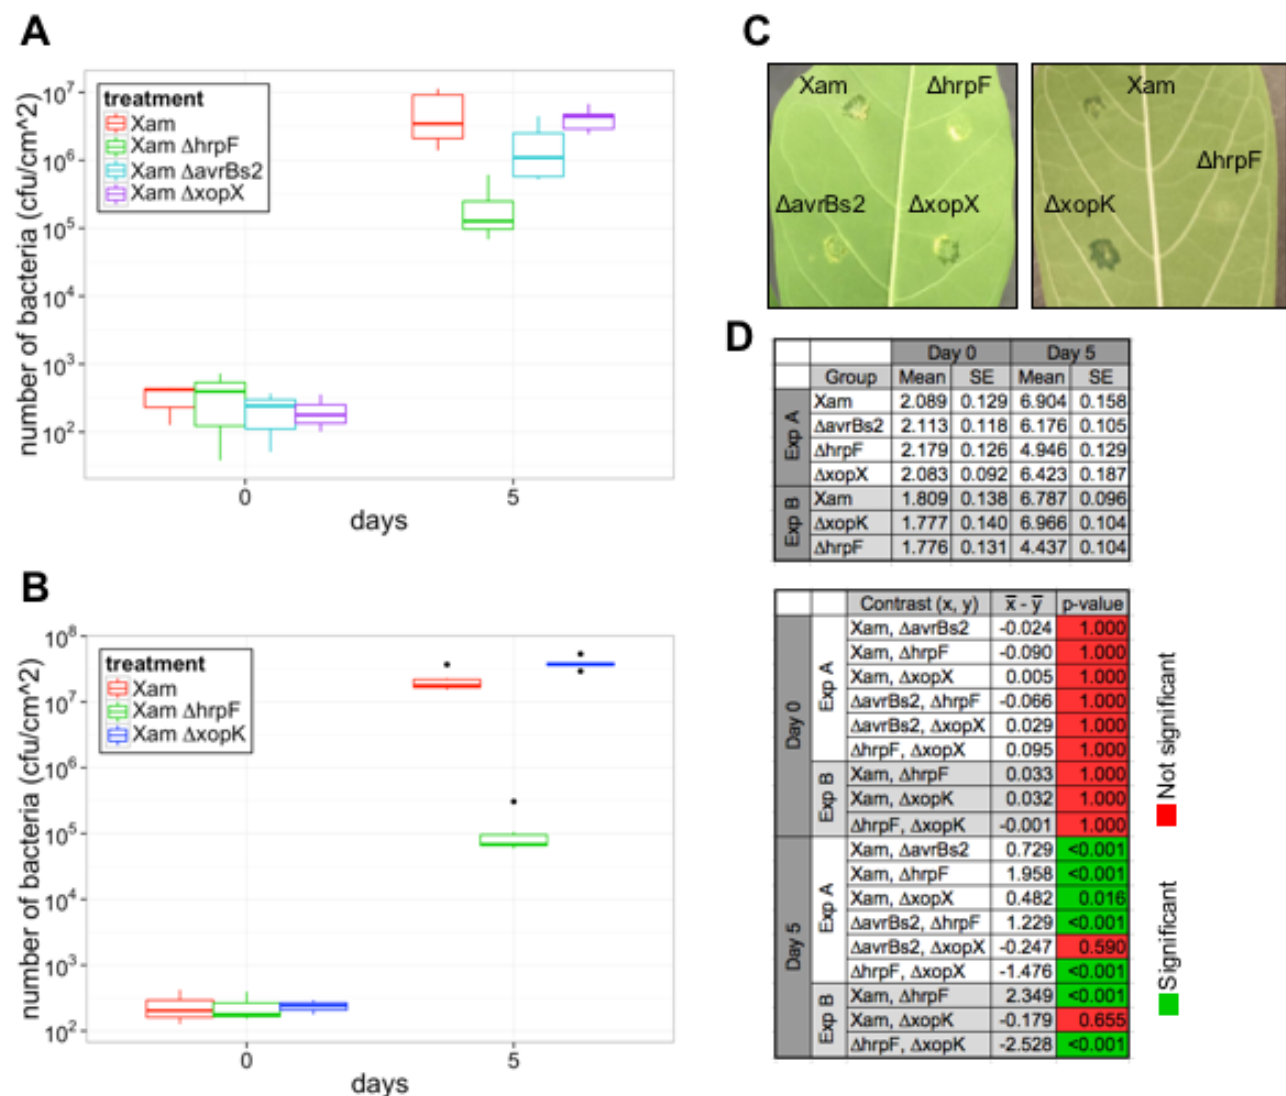 A
number of bacteria (cfu/cm^2)
10^7
10^6
10^5
10^4
10^3
10^2
treatment
Xam
Xam ΔhrpF
Xam ΔavrBs2
Xam ΔxopX
0 5
days
B
number of bacteria (cfu/cm^2)
10^8
10^7
10^6
10^5
10^4
10^3
10^2
treatment
Xam
Xam ΔhrpF
Xam ΔxopK
0 5
days
C
Xam ΔhrpF
ΔavrBs2 ΔxopX
Xam
ΔhrpF
ΔxopK
D
Day 0 Day 5
Group Mean SE Mean SE
Exp A
Xam 2.089 0.129 6.904 0.158
ΔavrBs2 2.113 0.118 6.176 0.105
ΔhrpF 2.179 0.126 4.946 0.129
ΔxopX 2.083 0.092 6.423 0.187
Exp B
Xam 1.809 0.138 6.787 0.096
ΔxopK 1.777 0.140 6.966 0.104
ΔhrpF 1.776 0.131 4.437 0.104
Contrast (x, y) x̅ - y̅ p-value
Day 0
Exp A
Xam, ΔavrBs2 -0.024 1.000
Xam, ΔhrpF -0.090 1.000
Xam, ΔxopX 0.005 1.000
ΔavrBs2, ΔhrpF -0.066 1.000
ΔavrBs2, ΔxopX 0.029 1.000
ΔhrpF, ΔxopX 0.095 1.000
Exp B
Xam, ΔhrpF 0.033 1.000
Xam, ΔxopK 0.032 1.000
ΔhrpF, ΔxopK -0.001 1.000
Day 5
Exp A
Xam, ΔavrBs2 0.729 <0.001
Xam, ΔhrpF 1.958 <0.001
Xam, ΔxopX 0.482 0.016
ΔavrBs2, ΔhrpF 1.229 <0.001
ΔavrBs2, ΔxopX -0.247 0.590
ΔhrpF, ΔxopX -1.476 <0.001
Exp B
Xam, ΔhrpF 2.349 <0.001
Xam, ΔxopK -0.179 0.655
ΔhrpF, ΔxopK -2.528 <0.001
Not significant
Significant